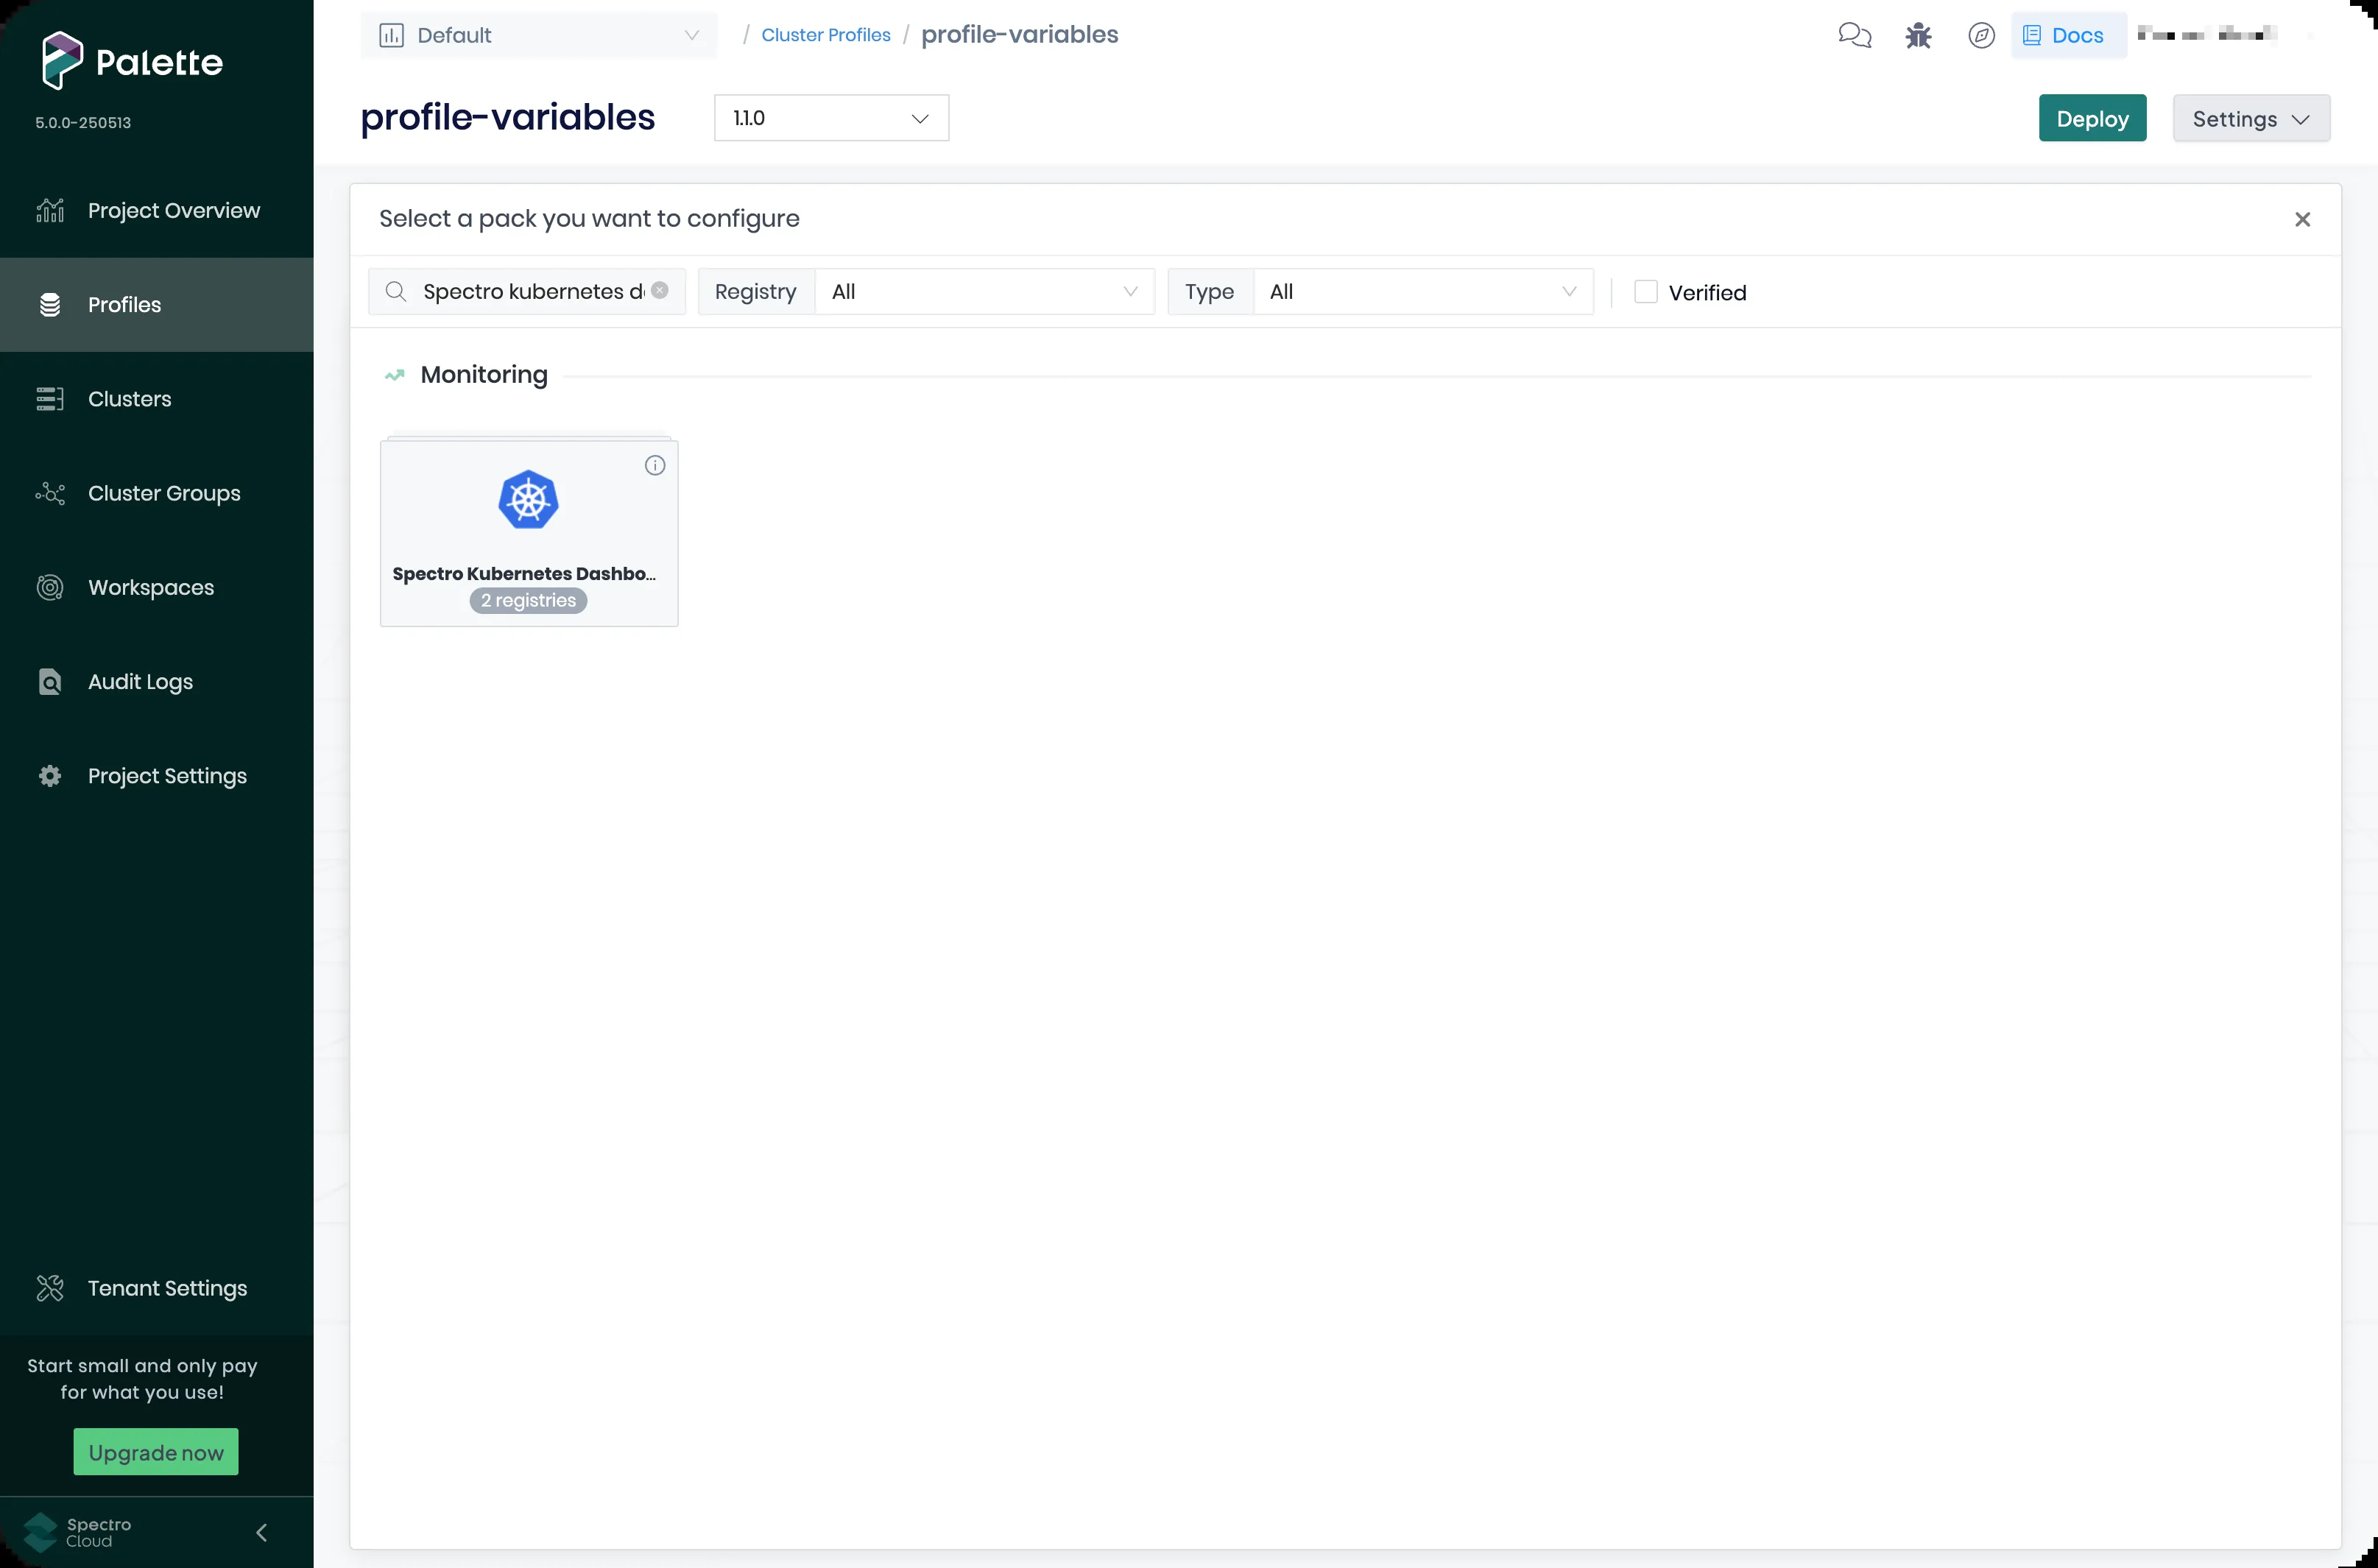 Palette
5.0.0-250513
Project Overview
Profiles
Clusters
Cluster Groups
Workspaces
Audit Logs
Project Settings
Tenant Settings
Start small and only pay
for what you use!
Upgrade now
Spectro
Cloud
Default
/ Cluster Profiles / profile-variables
Docs
profile-variables
1.1.0
Deploy
Settings
Select a pack you want to configure
Spectro kubernetes d
Registry
All
Type
All
Verified
Monitoring
Spectro Kubernetes Dashbo...
2 registries